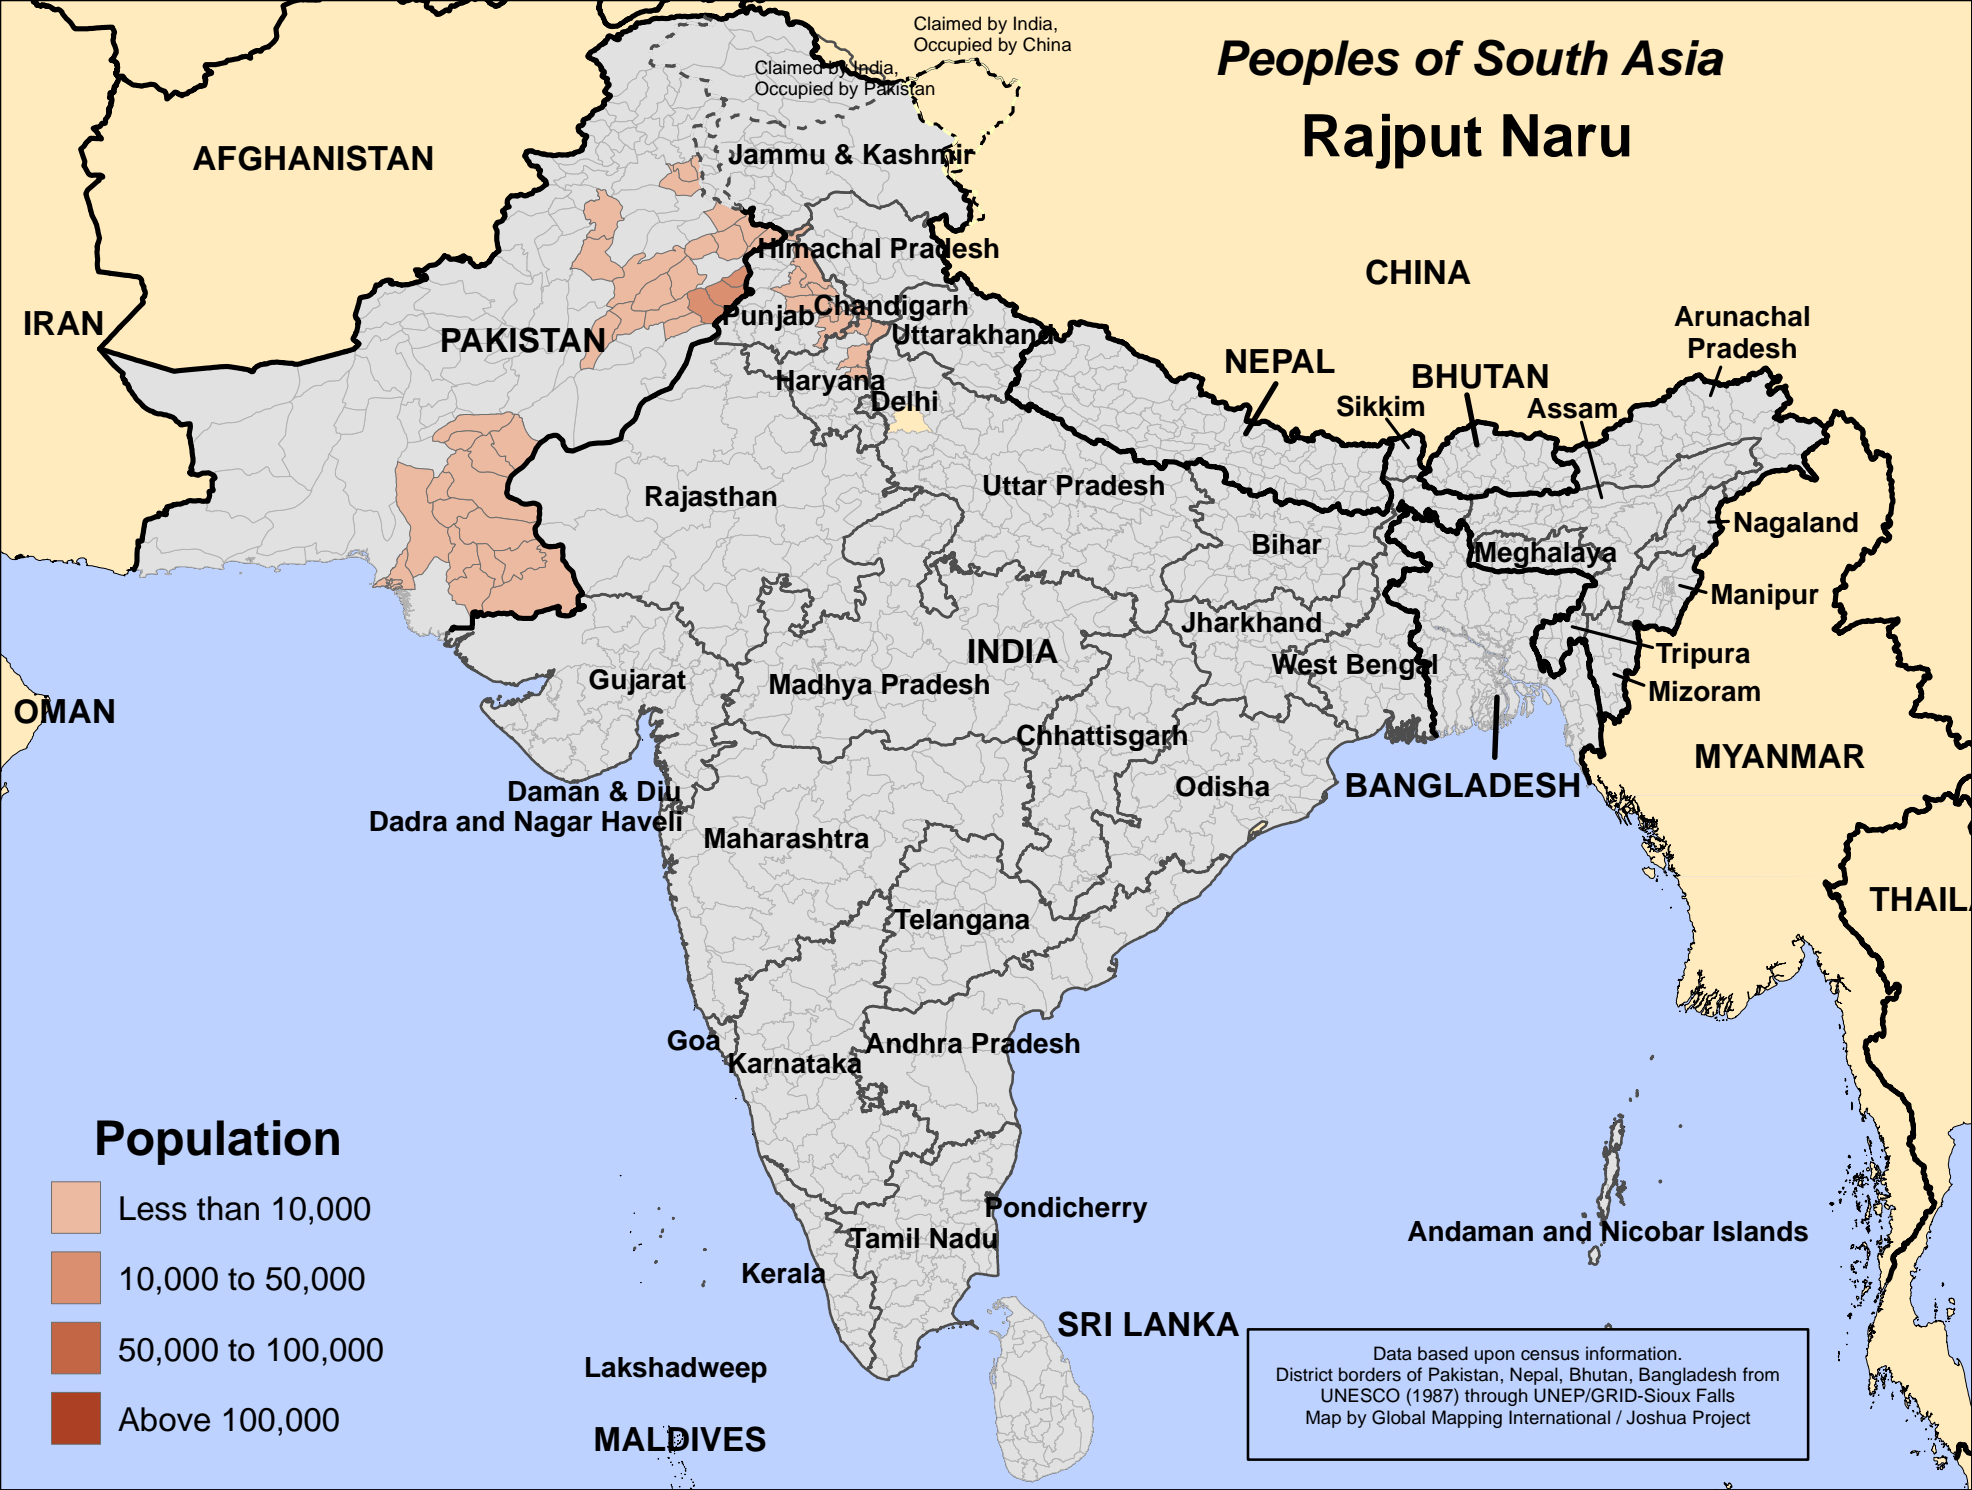 Claimed by India,
Occupied by China
Peoples of South Asia
Claimed by India,
Occupied by Pakistan
Rajput Naru
AFGHANISTAN
Jammu & Kashmir
Himachal Pradesh
CHINA
IRAN
PAKISTAN
Punjab
Chandigarh
Uttarakhand
Arunachal
Pradesh
NEPAL
BHUTAN
Haryana
Delhi
Sikkim
Assam
Rajasthan
Uttar Pradesh
Nagaland
Bihar
Meghalaya
Manipur
Jharkhand
INDIA
Tripura
West Bengal
Gujarat
Madhya Pradesh
Mizoram
OMAN
Chhattisgarh
MYANMAR
Odisha
BANGLADESH
Daman & Diu
Dadra and Nagar Haveli
Maharashtra
THAILA
Telangana
Goa
Andhra Pradesh
Karnataka
Population
Less than 10,000
10,000 to 50,000
50,000 to 100,000
Above 100,000
Pondicherry
Tamil Nadu
Andaman and Nicobar Islands
Kerala
SRI LANKA
Lakshadweep
MALDIVES
Data based upon census information.
District borders of Pakistan, Nepal, Bhutan, Bangladesh from
UNESCO (1987) through UNEP/GRID-Sioux Falls
Map by Global Mapping International / Joshua Project